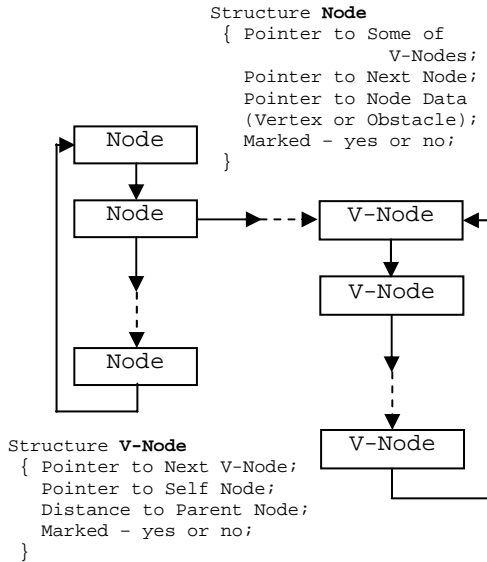 Structure Node
{ Pointer to Some of
V-Nodes;
Pointer to Next Node;
Pointer to Node Data
(Vertex or Obstacle);
Marked – yes or no;
}
Node
Node
V-Node
V-Node
Node
V-Node
Structure V-Node
{ Pointer to Next V-Node;
Pointer to Self Node;
Distance to Parent Node;
Marked – yes or no;
}